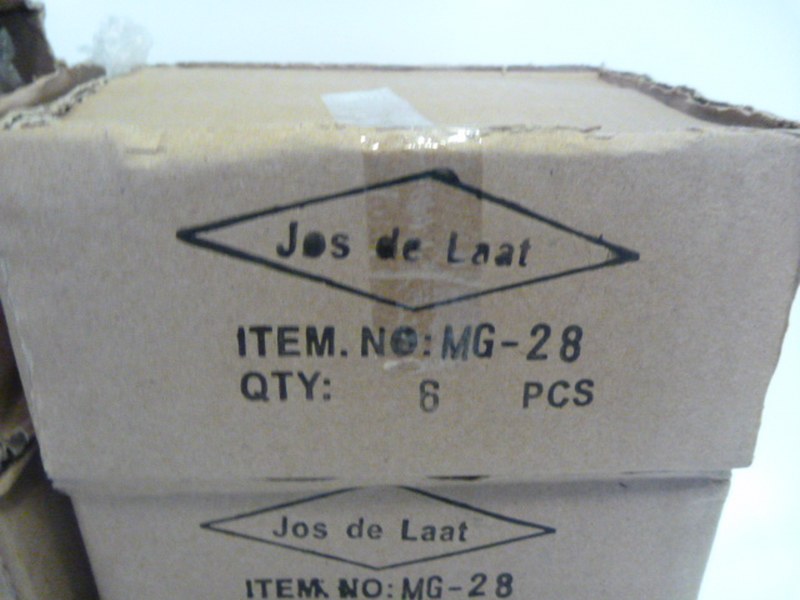 Jos de Laat
ITEM. NO: MG-28
QTY: 6 PCS
Jos de Laat
ITEM. NO: MG-28